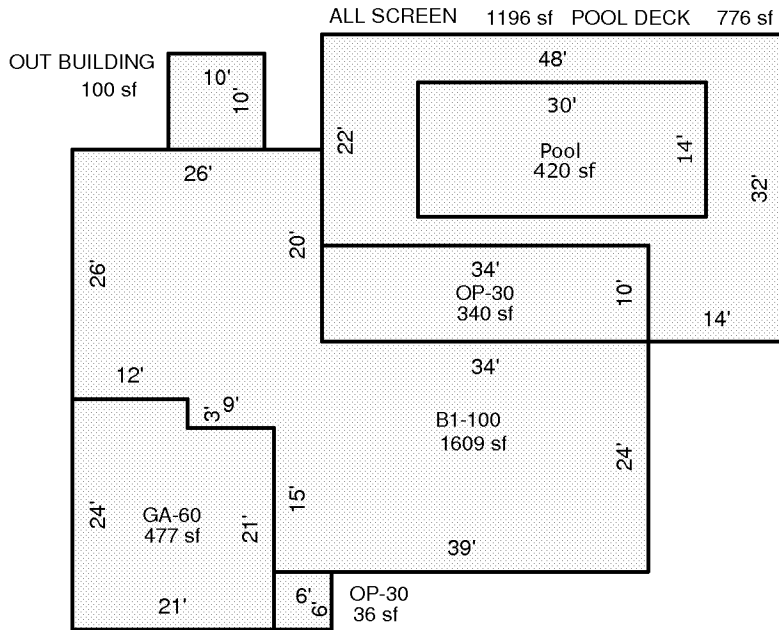 ALL SCREEN 1196 sf POOL DECK 776 sf
OUT BUILDING
100 sf
10'
10'
48'
30'
22'
Pool
420 sf
14'
32'
26'
20'
26'
34'
OP-30
340 sf
10'
14'
12'
34'
3'
9'
B1-100
1609 sf
24'
24'
GA-60
477 sf
21'
15'
39'
21'
6'
6'
OP-30
36 sf